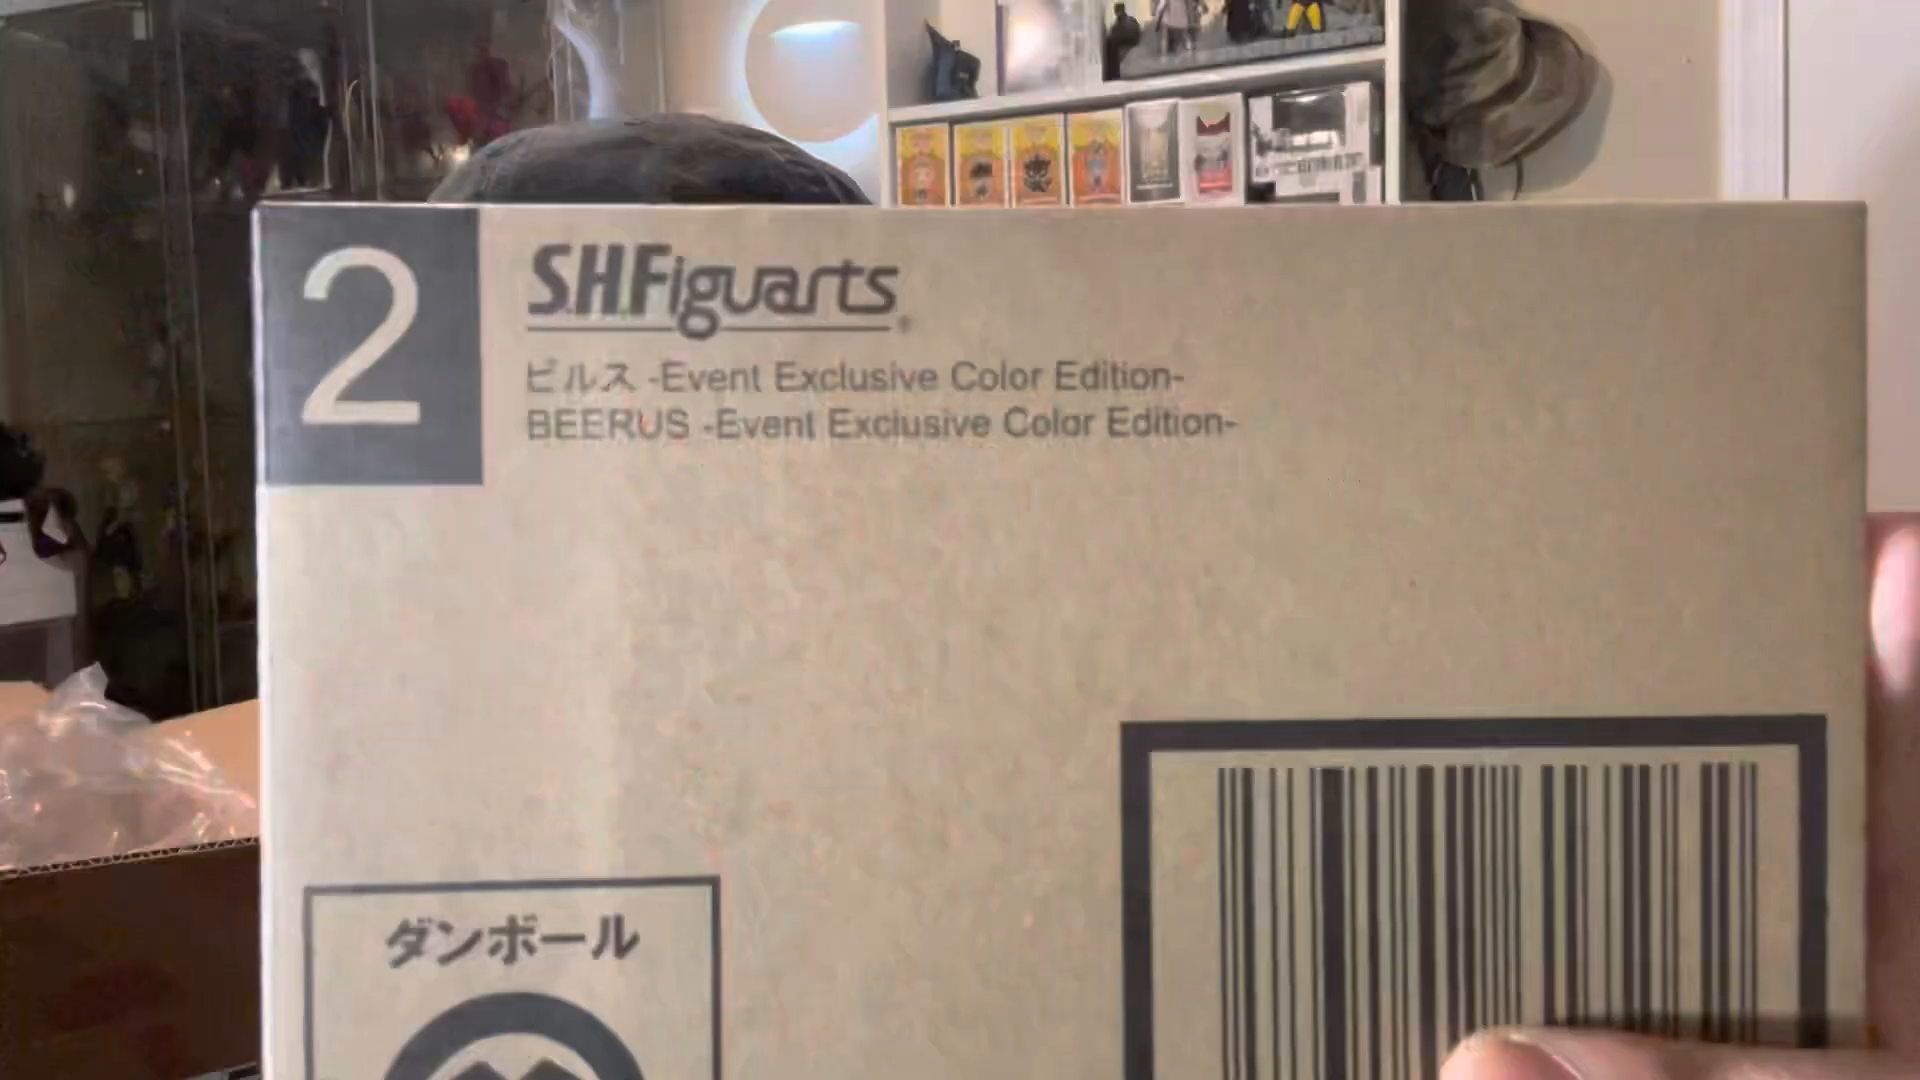 2
S.H.Figuarts
ビルス -Event Exclusive Color Edition-
BEERUS -Event Exclusive Color Edition-
ダンボール